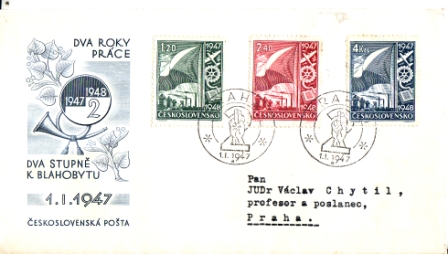 DVA ROKY
PRÁCE
1947
1948
2
DVA STUPNĚ
K BLAHOBYTU
1.1.1947
ČESKOSLOVENSKÁ POŠTA
1.20
1947
1948
ČESKOSLOVENSKO
2.40
1947
1948
ČESKOSLOVENSKO
4 Kčs
1947
1948
ČESKOSLOVENSKO
1.I.1947
1.I.1947
Pan
JUDr Václav Chytil,
profesor a poslanec,
Praha.